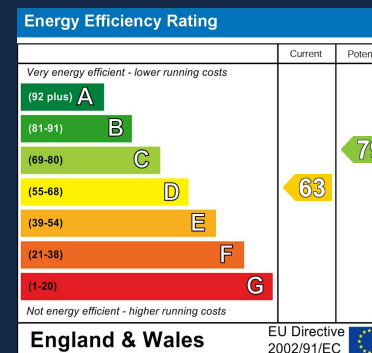 Energy Efficiency Rating
Current
Very energy efficient - lower running costs
(92 plus) A
(81-91) B
(69-80) C
(55-68) D
63
(39-54) E
(21-38) F
(1-20) G
Not energy efficient - higher running costs
England & Wales
EU Directive
2002/91/EC